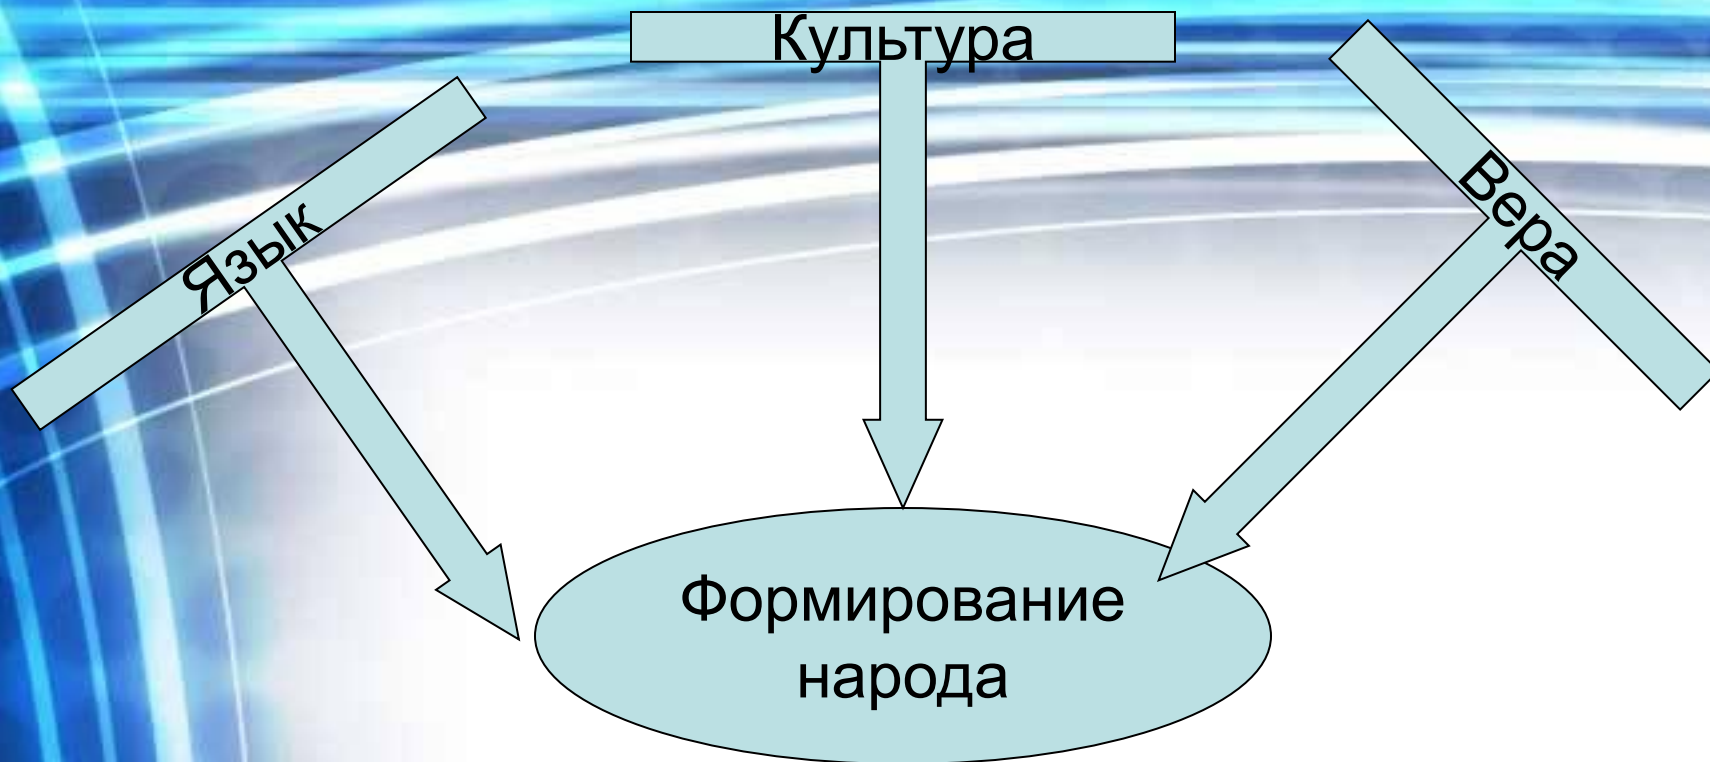 Культура
Язык
Вера
Формирование
народа